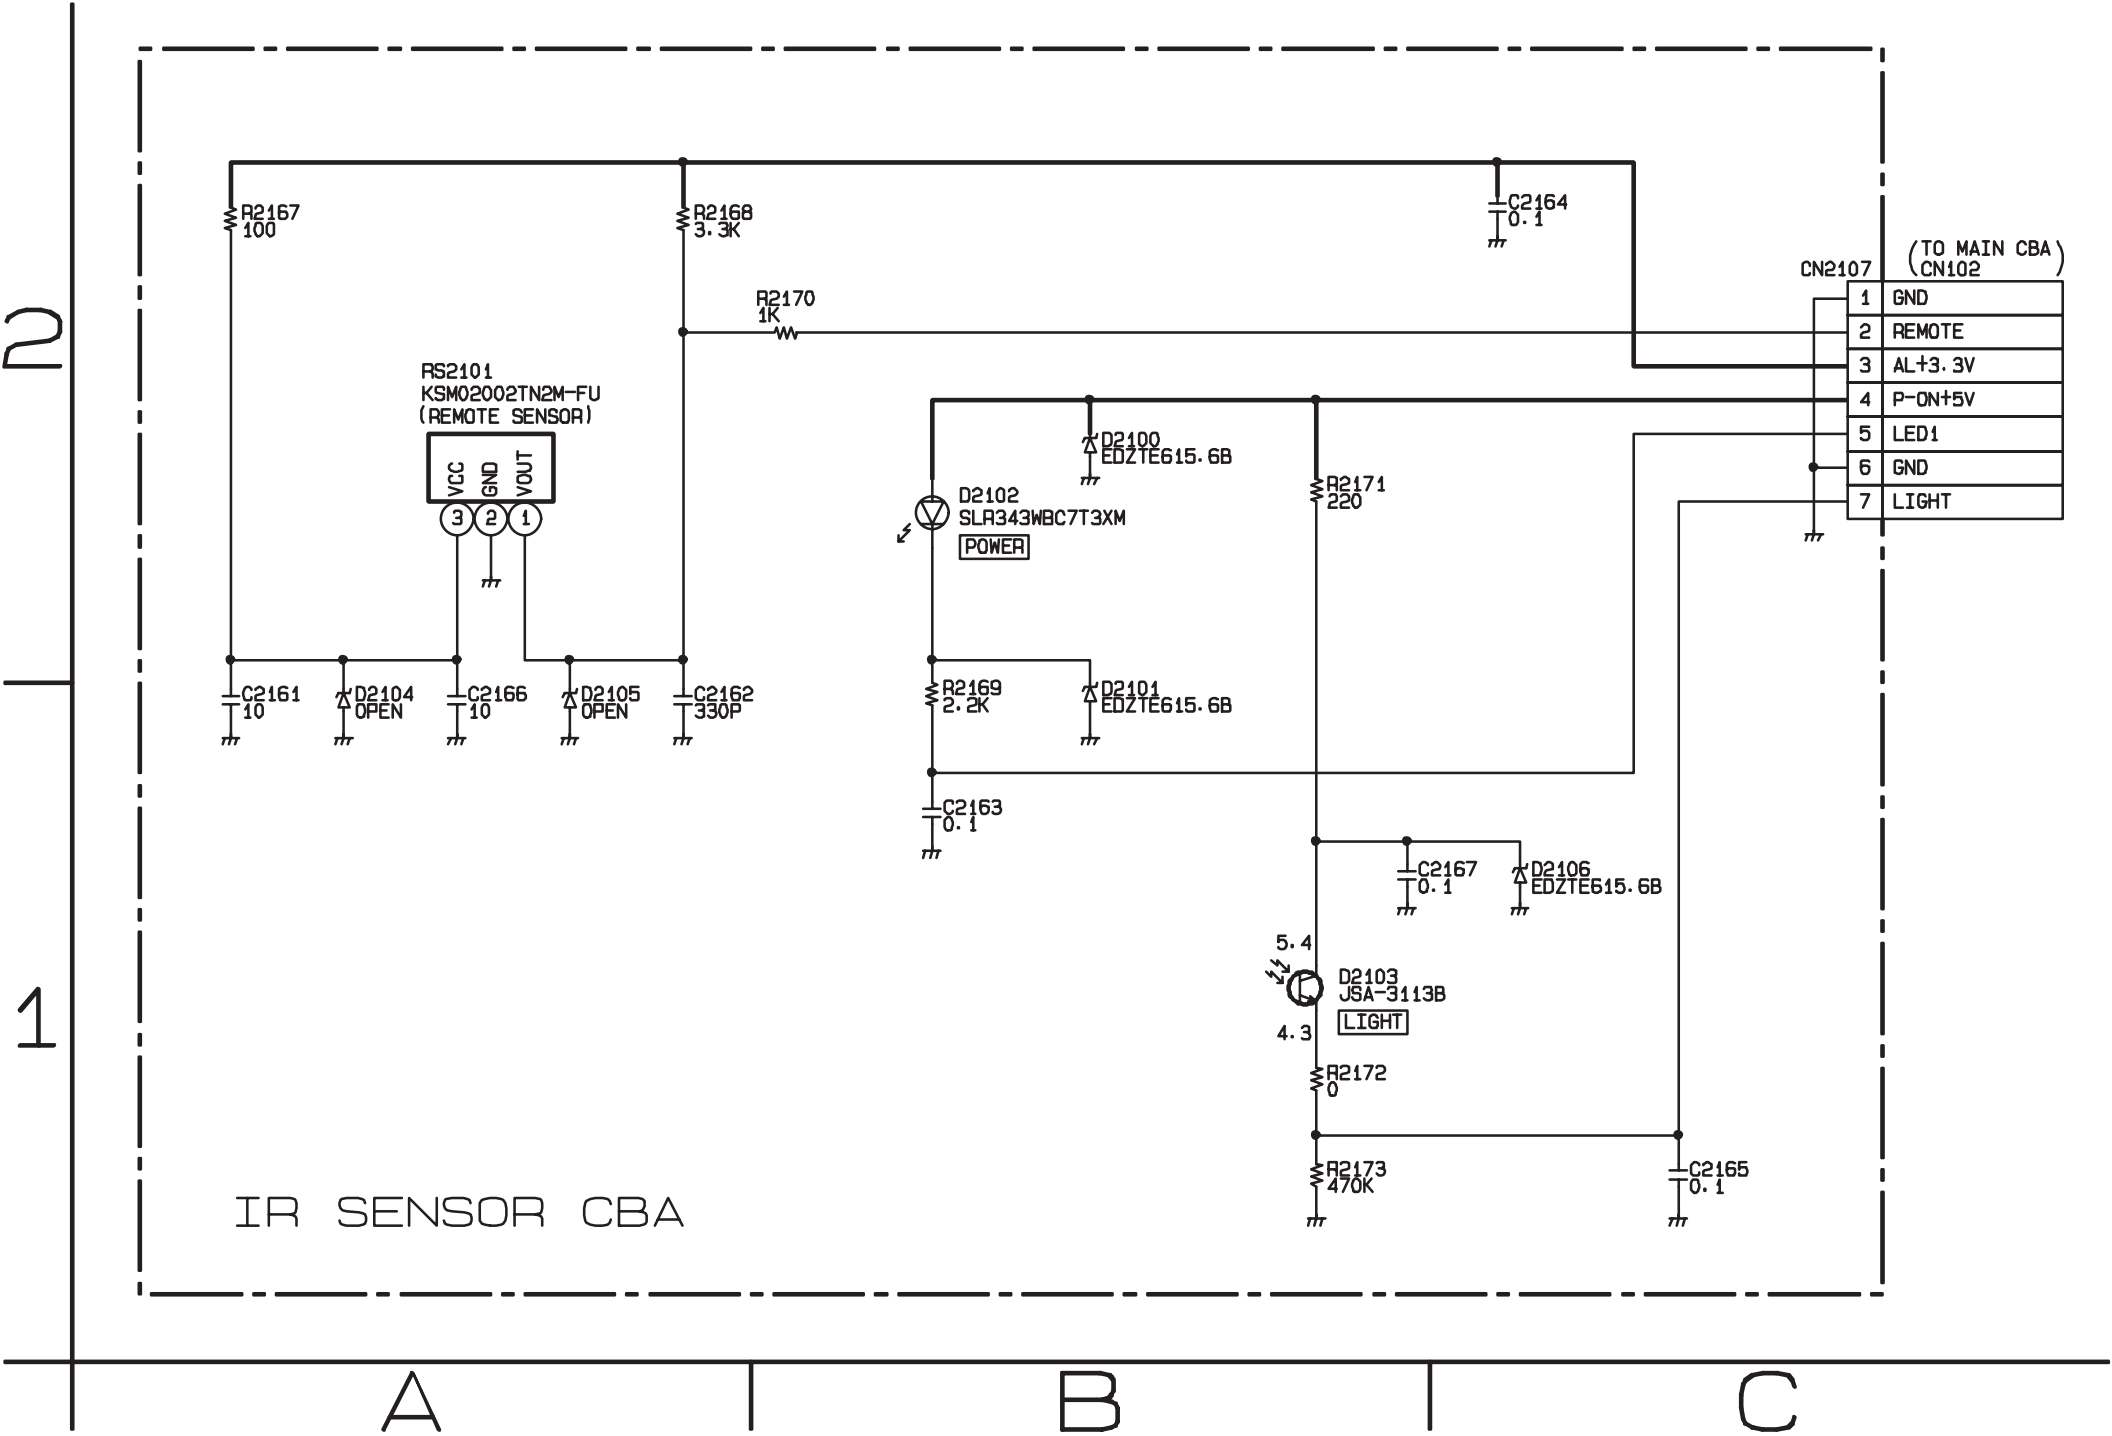 R2167
100
R2168
3.3K
C2164
0.1
(TO MAIN CBA
CN102)
CN2107
1 GND
2 REMOTE
3 AL+3.3V
4 P-ON+5V
5 LED1
6 GND
7 LIGHT
R2170
1K
RS2101
KSM02002TN2M-FU
(REMOTE SENSOR)
VCC
GND
VOUT
3 2 1
D2100
EDZTE615.6B
D2102
SLR343WBC7T3XM
POWER
R2171
220
C2161
10
D2104
OPEN
C2166
10
D2105
OPEN
C2162
330P
R2169
2.2K
D2101
EDZTE615.6B
C2163
0.1
C2167
0.1
D2106
EDZTE615.6B
5.4
D2103
JSA-3113B
LIGHT
4.3
R2172
0
R2173
470K
C2165
0.1
IR SENSOR CBA
2
1
A B C